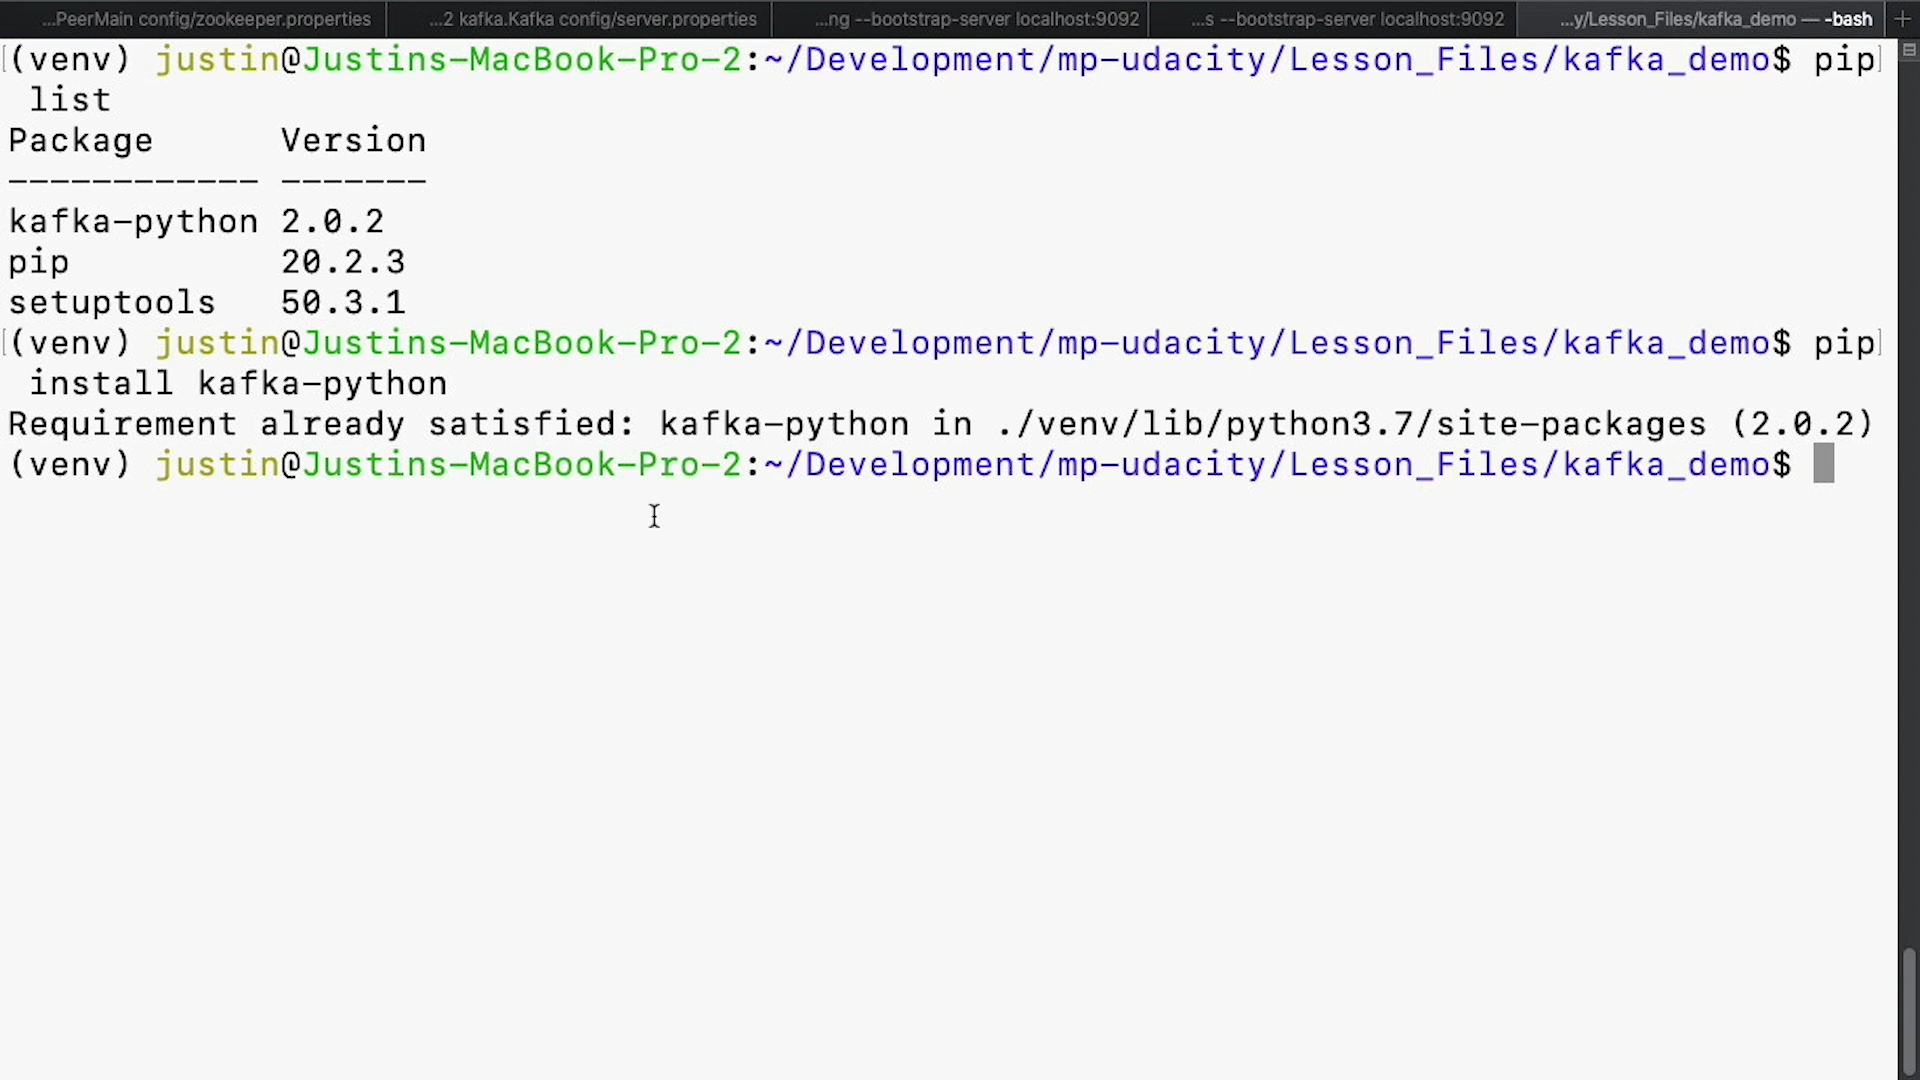 ...PeerMain config/zookeeper.properties ...2 kafka.Kafka config/server.properties ...ng --bootstrap-server localhost:9092 ...s --bootstrap-server localhost:9092 ...y/Lesson_Files/kafka_demo — -bash +
(venv) justin@Justins-MacBook-Pro-2:~/Development/mp-udacity/Lesson_Files/kafka_demo$ pip
list
Package Version
------------ -------
kafka-python 2.0.2
pip 20.2.3
setuptools 50.3.1
(venv) justin@Justins-MacBook-Pro-2:~/Development/mp-udacity/Lesson_Files/kafka_demo$ pip
install kafka-python
Requirement already satisfied: kafka-python in ./venv/lib/python3.7/site-packages (2.0.2)
(venv) justin@Justins-MacBook-Pro-2:~/Development/mp-udacity/Lesson_Files/kafka_demo$